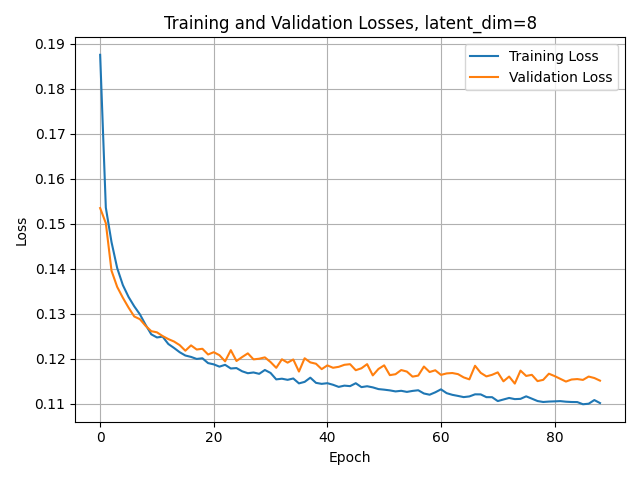 Training and Validation Losses, latent_dim=8
Training Loss
Validation Loss
Loss
0.19
0.18
0.17
0.16
0.15
0.14
0.13
0.12
0.11
0 20 40 60 80
Epoch